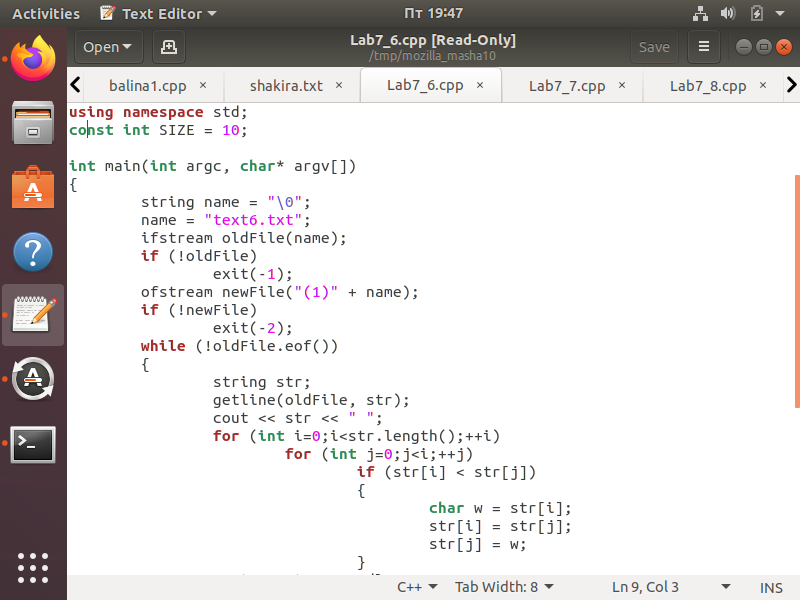 Activities Text Editor Пт 19:47
Open Lab7_6.cpp [Read-Only] Save
/tmp/mozilla_masha10
balina1.cpp × shakira.txt × Lab7_6.cpp × Lab7_7.cpp × Lab7_8.cpp ×
using namespace std;
const int SIZE = 10;
int main(int argc, char* argv[])
{
string name = "\0";
name = "text6.txt";
ifstream oldFile(name);
if (!oldFile)
exit(-1);
ofstream newFile("(1)" + name);
if (!newFile)
exit(-2);
while (!oldFile.eof())
{
string str;
getline(oldFile, str);
cout << str << " ";
for (int i=0;i<str.length();++i)
for (int j=0;j<i;++j)
if (str[i] < str[j])
{
char w = str[i];
str[i] = str[j];
str[j] = w;
}
C++ Tab Width: 8 Ln 9, Col 3 INS